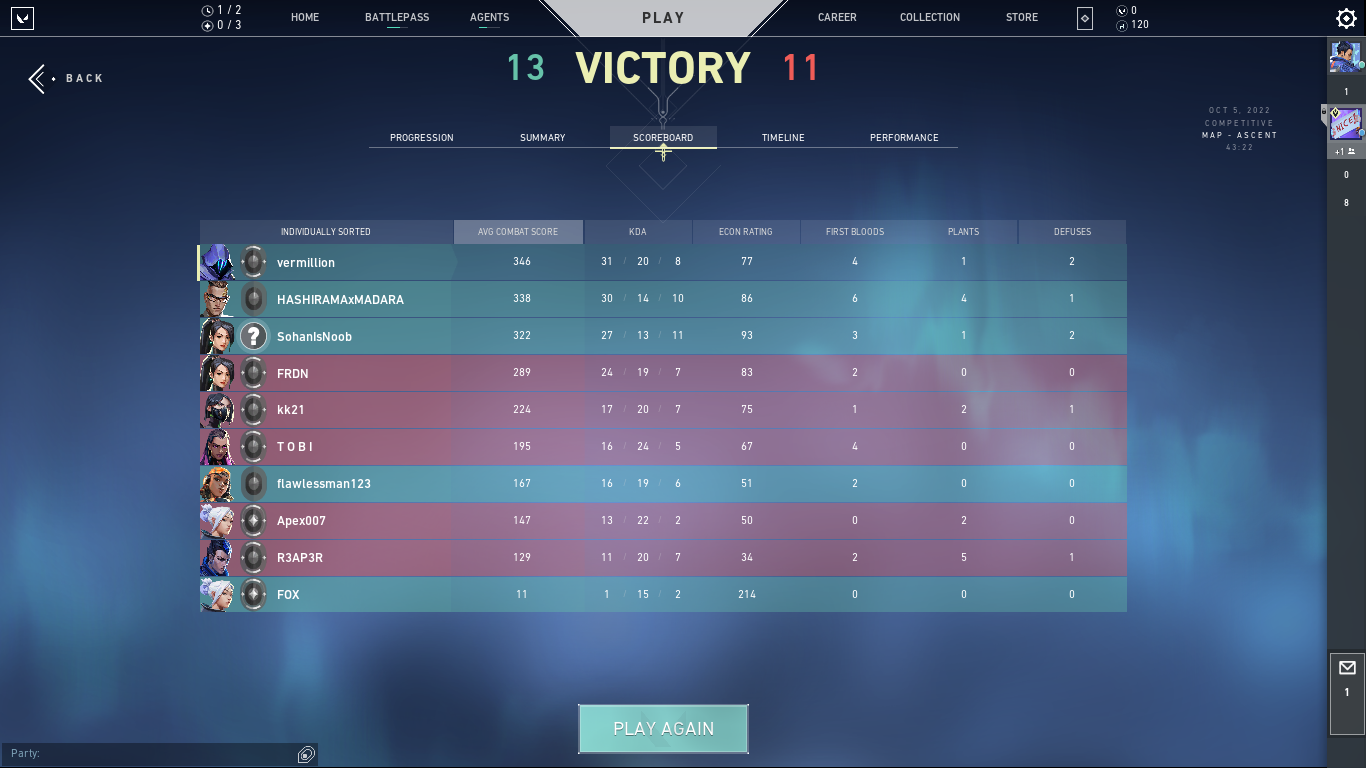 1 / 2
0 / 3
HOME
BATTLEPASS
AGENTS
PLAY
CAREER
COLLECTION
STORE
0
120
13 VICTORY 11
BACK
OCT 5, 2022
COMPETITIVE
MAP - ASCENT
43:22
PROGRESSION SUMMARY SCOREBOARD TIMELINE PERFORMANCE
INDIVIDUALLY SORTED AVG COMBAT SCORE KDA ECON RATING FIRST BLOODS PLANTS DEFUSES
vermillion 346 31 / 20 / 8 77 4 1 2
HASHIRAMAxMADARA 338 30 / 14 / 10 86 6 4 1
? SohanIsNoob 322 27 / 13 / 11 93 3 1 2
FRDN 289 24 / 19 / 7 83 2 0 0
kk21 224 17 / 20 / 7 75 1 2 1
T O B I 195 16 / 24 / 5 67 4 0 0
flawlessman123 167 16 / 19 / 6 51 2 0 0
Apex007 147 13 / 22 / 2 50 0 2 0
R3AP3R 129 11 / 20 / 7 34 2 5 1
FOX 11 1 / 15 / 2 214 0 0 0
PLAY AGAIN
Party:
1
NICE!
+1
0
8
1